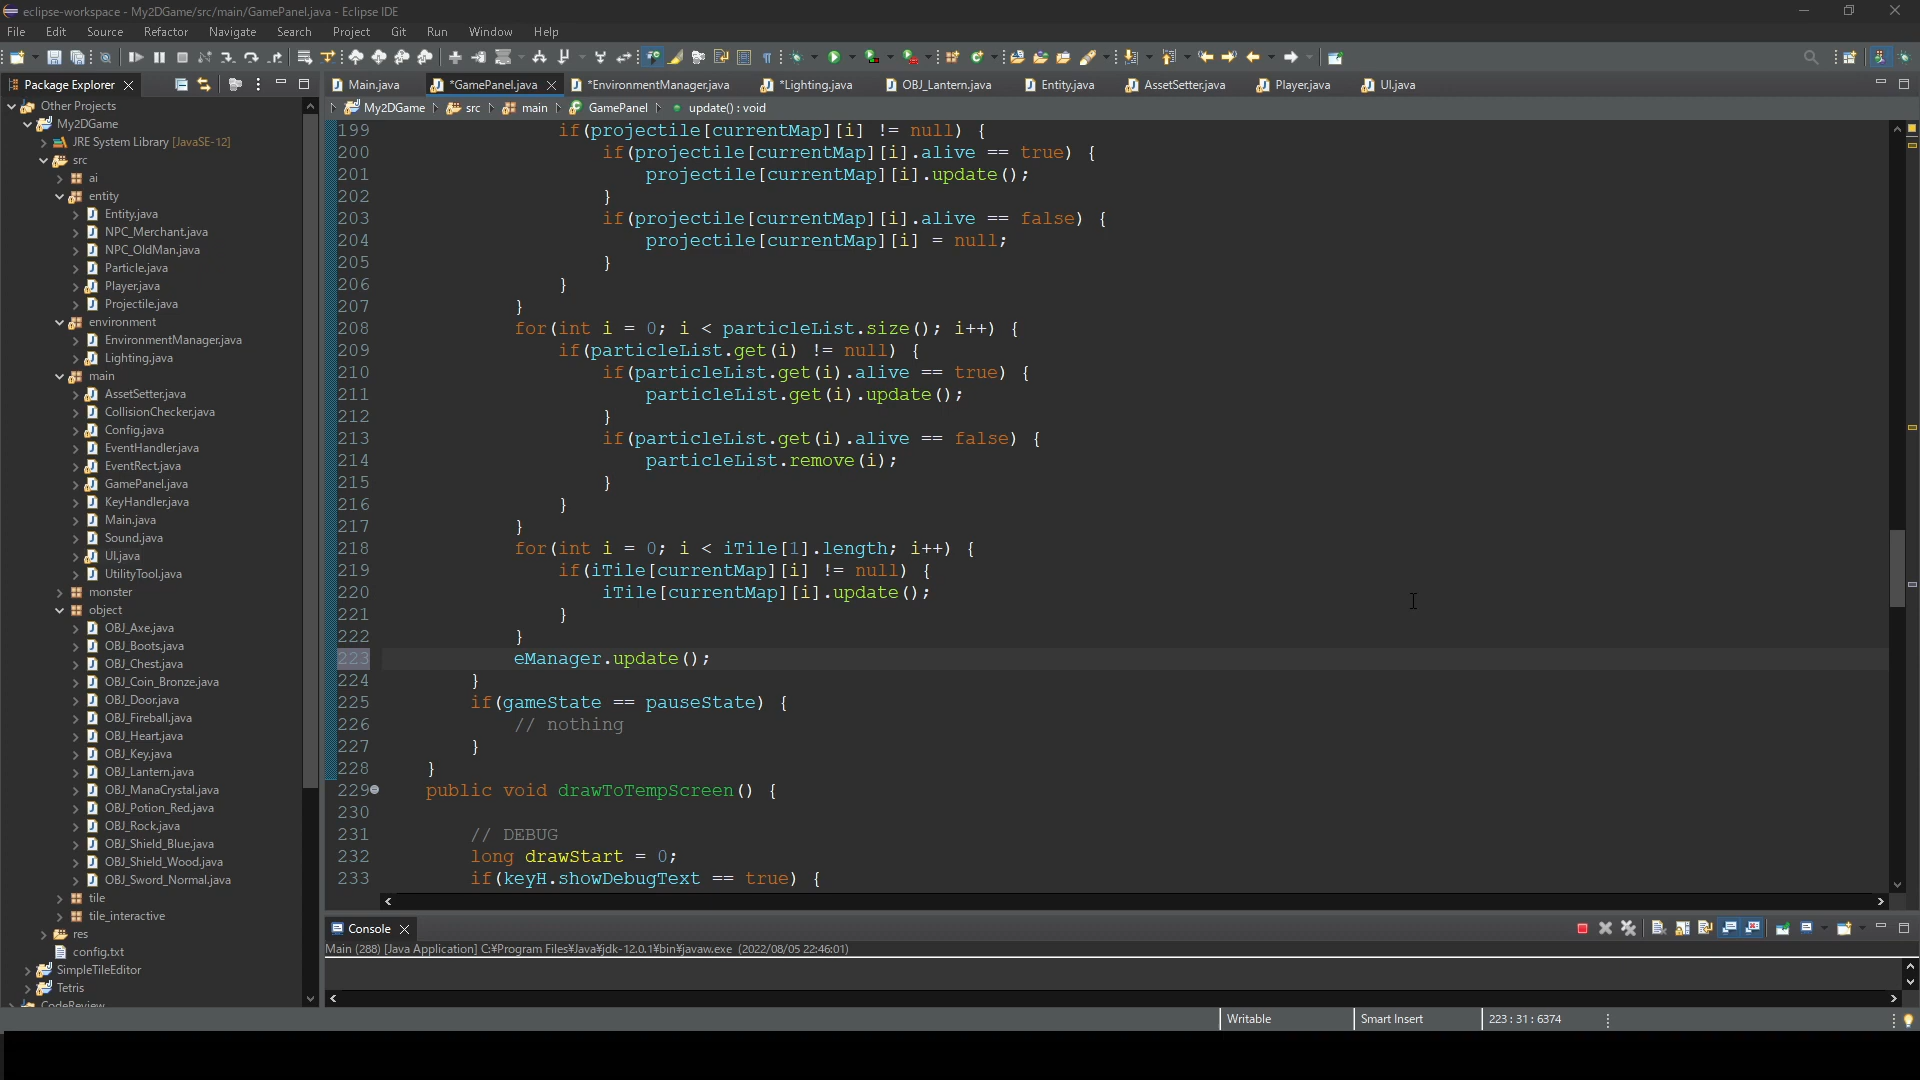 eclipse-workspace - My2DGame/src/main/GamePanel.java - Eclipse IDE
File Edit Source Refactor Navigate Search Project Git Run Window Help
Package Explorer
Main.java *GamePanel.java *EnvironmentManager.java *Lighting.java OBJ_Lantern.java Entity.java AssetSetter.java Player.java UI.java
My2DGame src main GamePanel update() : void
Other Projects
My2DGame
JRE System Library [JavaSE-12]
src
ai
entity
Entity.java
NPC_Merchant.java
NPC_OldMan.java
Particle.java
Player.java
Projectile.java
environment
EnvironmentManager.java
Lighting.java
main
AssetSetter.java
CollisionChecker.java
Config.java
EventHandler.java
EventRect.java
GamePanel.java
KeyHandler.java
Main.java
Sound.java
UI.java
UtilityTool.java
monster
object
OBJ_Axe.java
OBJ_Boots.java
OBJ_Chest.java
OBJ_Coin_Bronze.java
OBJ_Door.java
OBJ_Fireball.java
OBJ_Heart.java
OBJ_Key.java
OBJ_Lantern.java
OBJ_ManaCrystal.java
OBJ_Potion_Red.java
OBJ_Rock.java
OBJ_Shield_Blue.java
OBJ_Shield_Wood.java
OBJ_Sword_Normal.java
tile
tile_interactive
res
config.txt
SimpleTileEditor
Tetris
CodeReview
199 if(projectile[currentMap][i] != null) {
200 if(projectile[currentMap][i].alive == true) {
201 projectile[currentMap][i].update();
202 }
203 if(projectile[currentMap][i].alive == false) {
204 projectile[currentMap][i] = null;
205 }
206 }
207 }
208 for(int i = 0; i < particleList.size(); i++) {
209 if(particleList.get(i) != null) {
210 if(particleList.get(i).alive == true) {
211 particleList.get(i).update();
212 }
213 if(particleList.get(i).alive == false) {
214 particleList.remove(i);
215 }
216 }
217 }
218 for(int i = 0; i < iTile[1].length; i++) {
219 if(iTile[currentMap][i] != null) {
220 iTile[currentMap][i].update();
221 }
222 }
223 eManager.update();
224 }
225 if(gameState == pauseState) {
226 // nothing
227 }
228 }
229 public void drawToTempScreen() {
230
231 // DEBUG
232 long drawStart = 0;
233 if(keyH.showDebugText == true) {
Console
Main (288) [Java Application] C:¥Program Files¥Java¥jdk-12.0.1¥bin¥javaw.exe (2022/08/05 22:46:01)
Writable Smart Insert 223 : 31 : 6374